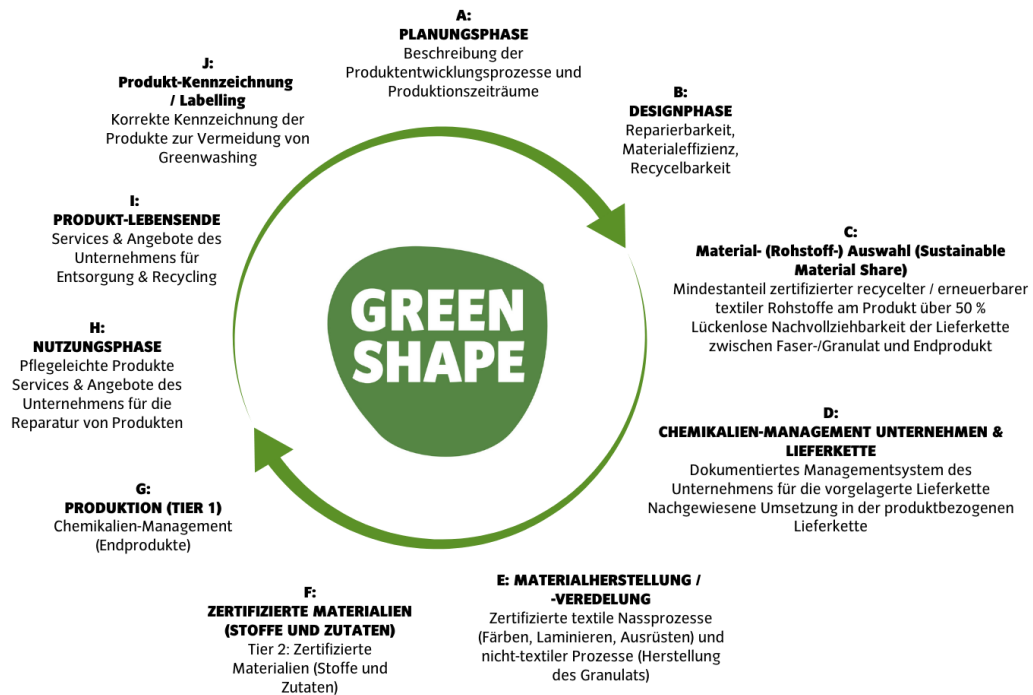 A:
PLANUNGSPHASE
Beschreibung der
Produktentwicklungsprozesse und
Produktionszeiträume
B:
DESIGNPHASE
Reparierbarkeit,
Materialeffizienz,
Recycelbarkeit
C:
Material- (Rohstoff-) Auswahl (Sustainable
Material Share)
Mindestanteil zertifizierter recycelter / erneuerbarer
textiler Rohstoffe am Produkt über 50 %
Lückenlose Nachvollziehbarkeit der Lieferkette
zwischen Faser-/Granulat und Endprodukt
D:
CHEMIKALIEN-MANAGEMENT UNTERNEHMEN &
LIEFERKETTE
Dokumentiertes Managementsystem des
Unternehmens für die vorgelagerte Lieferkette
Nachgewiesene Umsetzung in der produktbezogenen
Lieferkette
E: MATERIALHERSTELLUNG /
-VEREDELUNG
Zertifizierte textile Nassprozesse
(Färben, Laminieren, Ausrüsten) und
nicht-textiler Prozesse (Herstellung
des Granulats)
F:
ZERTIFIZIERTE MATERIALIEN
(STOFFE UND ZUTATEN)
Tier 2: Zertifizierte
Materialien (Stoffe und
Zutaten)
G:
PRODUKTION (TIER 1)
Chemikalien-Management
(Endprodukte)
H:
NUTZUNGSPHASE
Pflegeleichte Produkte
Services & Angebote des
Unternehmens für die
Reparatur von Produkten
I:
PRODUKT-LEBENSENDE
Services & Angebote des
Unternehmens für
Entsorgung & Recycling
J:
Produkt-Kennzeichnung
/ Labelling
Korrekte Kennzeichnung der
Produkte zur Vermeidung von
Greenwashing
GREEN
SHAPE